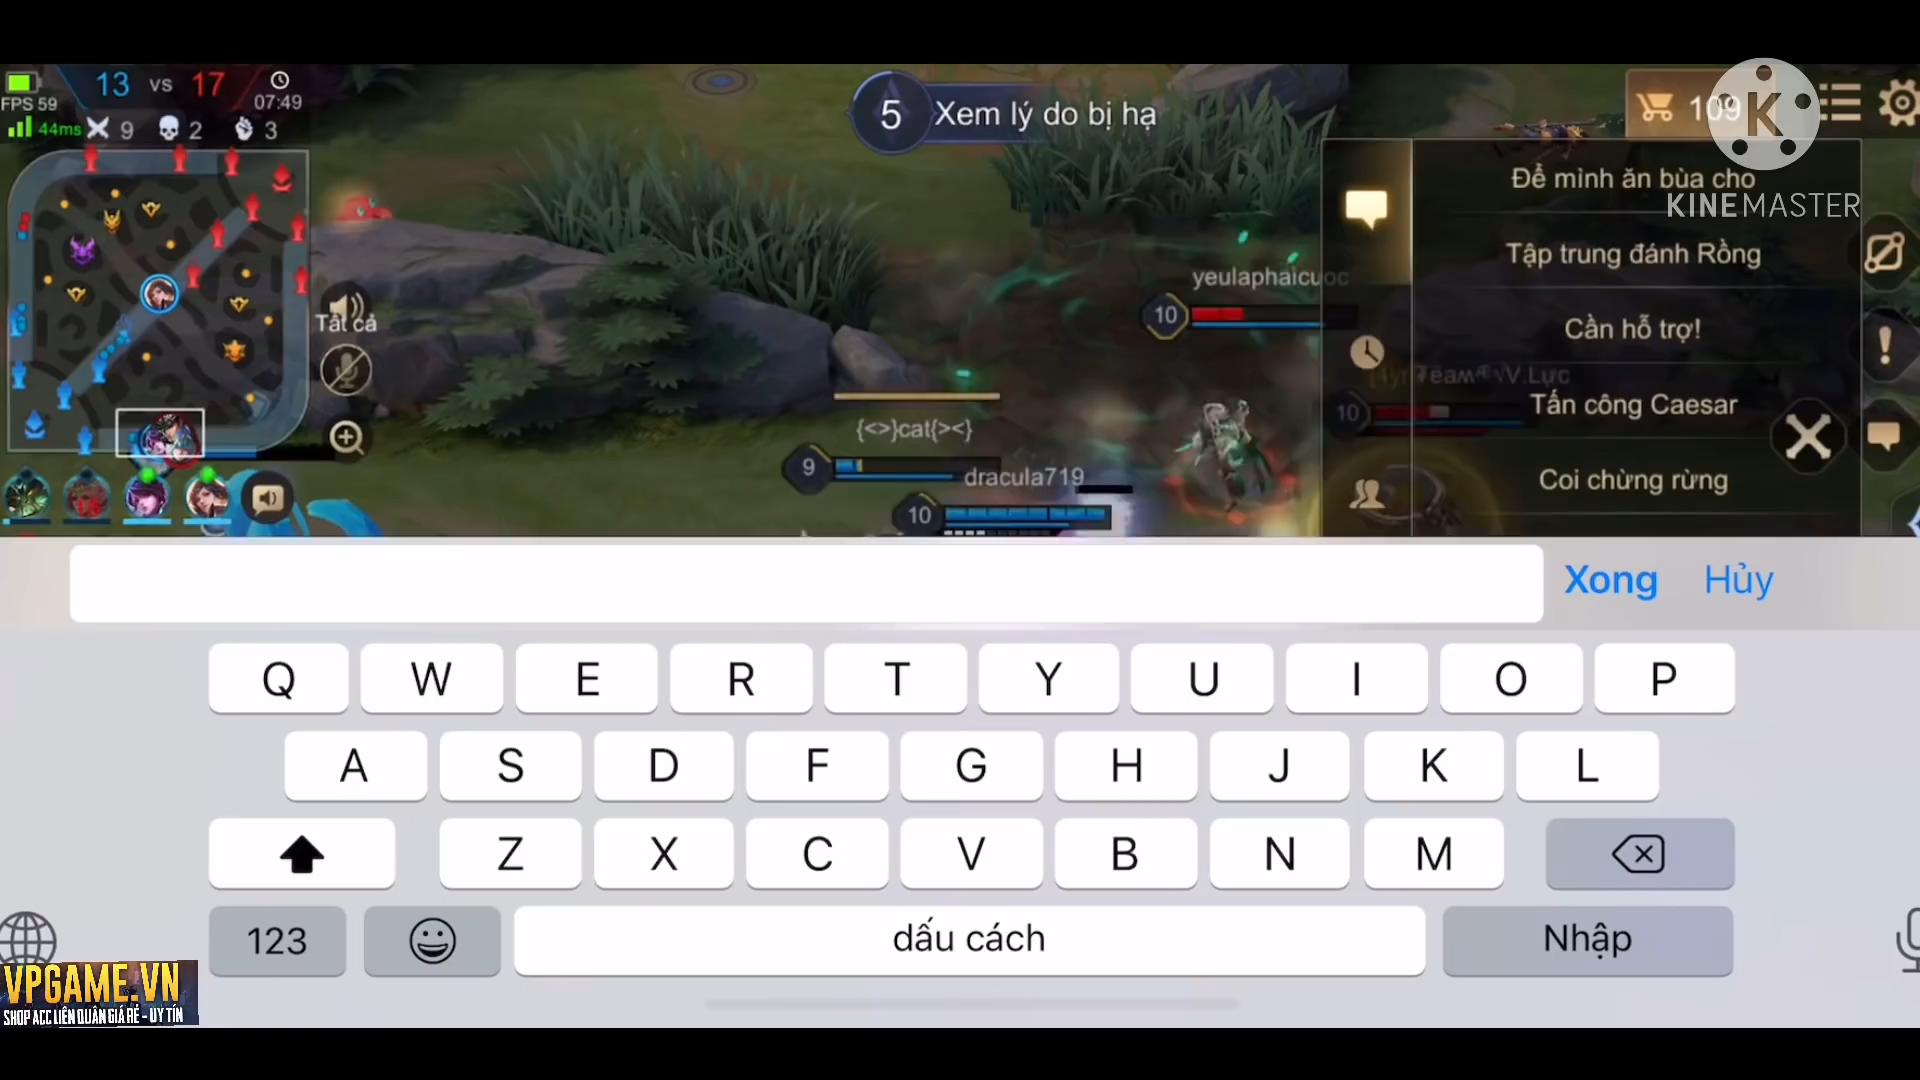 13 vs 17
07:49
FPS 59
44ms 9 2 3
5 Xem lý do bị hạ
109
K
KINEMASTER
Để mình ăn bùa cho
Tập trung đánh Rồng
Cần hỗ trợ!
Tấn công Caesar
Coi chừng rừng
Tất cả
yeulaphaicuoc
10
10
{<>}cat{><}
9
dracula719
10
Xong Hủy
Q W E R T Y U I O P
A S D F G H J K L
Z X C V B N M
123 dấu cách Nhập
VPGAME.VN
SHOP ACC LIÊN QUÂN GIÁ RẺ - UY TÍN